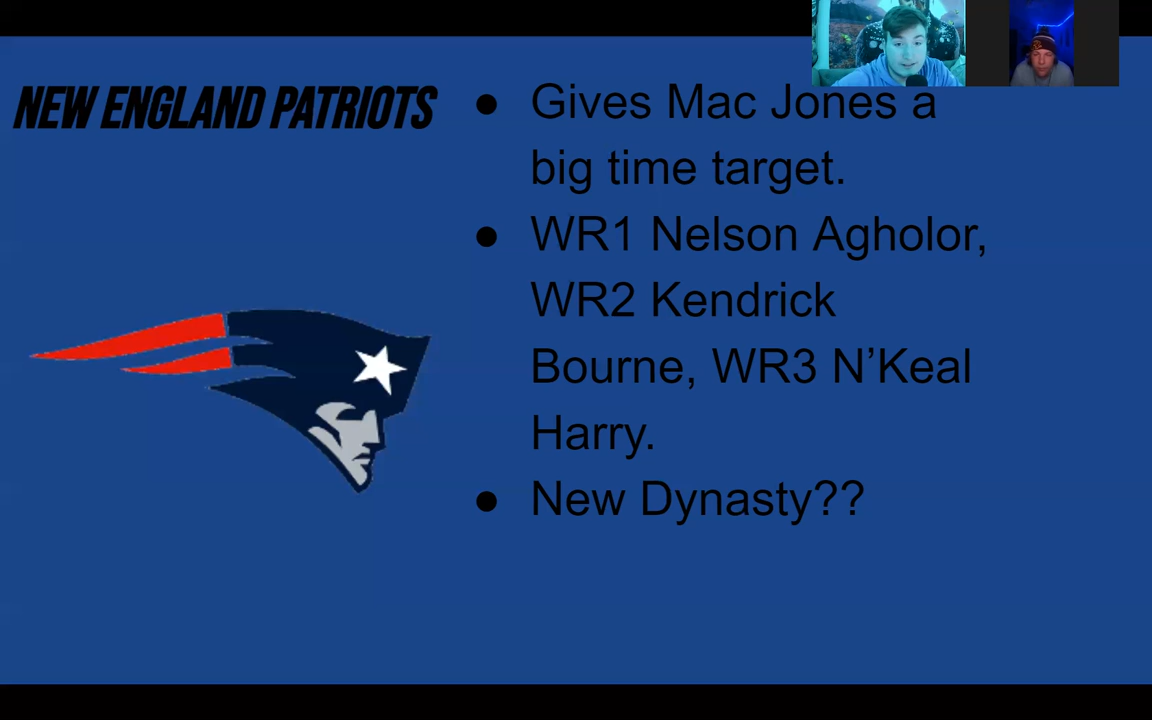 NEW ENGLAND PATRIOTS
● Gives Mac Jones a
big time target.
● WR1 Nelson Agholor,
WR2 Kendrick
Bourne, WR3 N’Keal
Harry.
● New Dynasty??